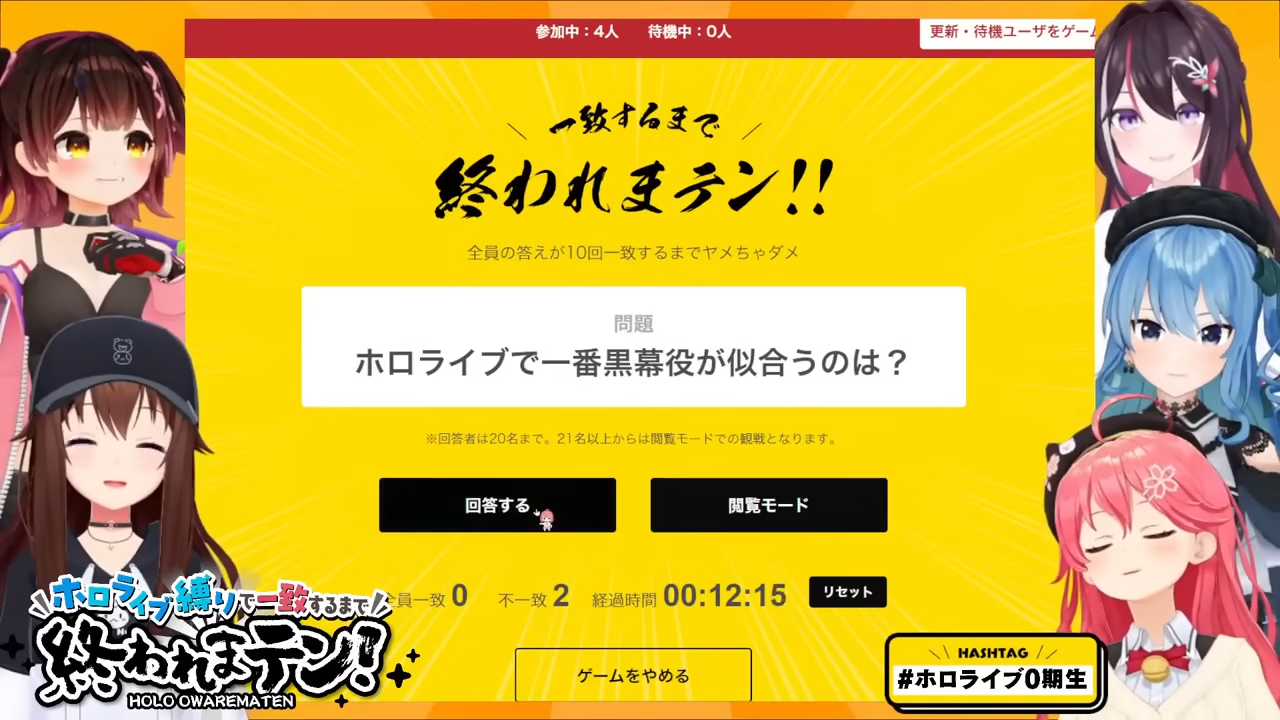 参加中：4人 待機中：0人
更新・待機ユーザをゲーム
一致するまで
終われまテン!!
全員の答えが10回一致するまでヤメちゃダメ
問題
ホロライブで一番黒幕役が似合うのは？
※回答者は20名まで。21名以上からは閲覧モードでの観戦となります。
回答する 閲覧モード
全員一致 0 不一致 2 経過時間 00:12:15 リセット
ゲームをやめる
ホロライブ縛りで一致するまで
終われまテン!
HOLO OWAREMATEN
HASHTAG
#ホロライブ0期生